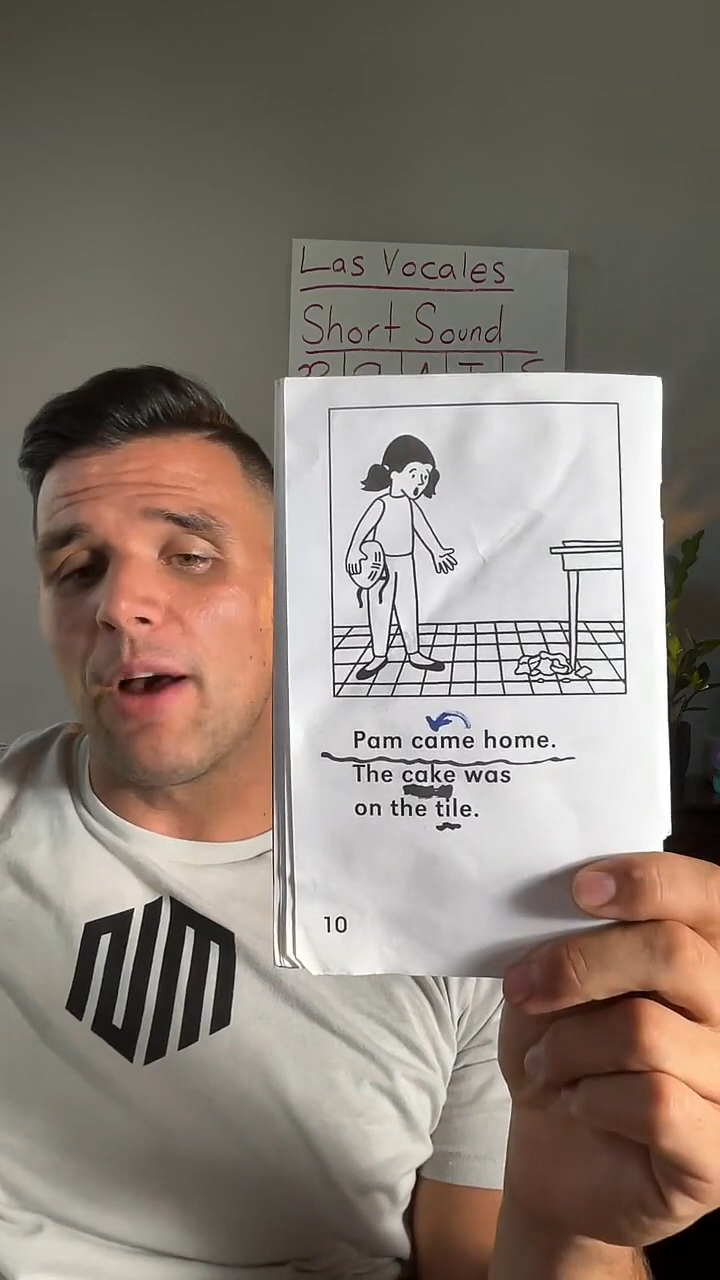 Las Vocales
Short Sound
Pam came home.
The cake was
on the tile.
10